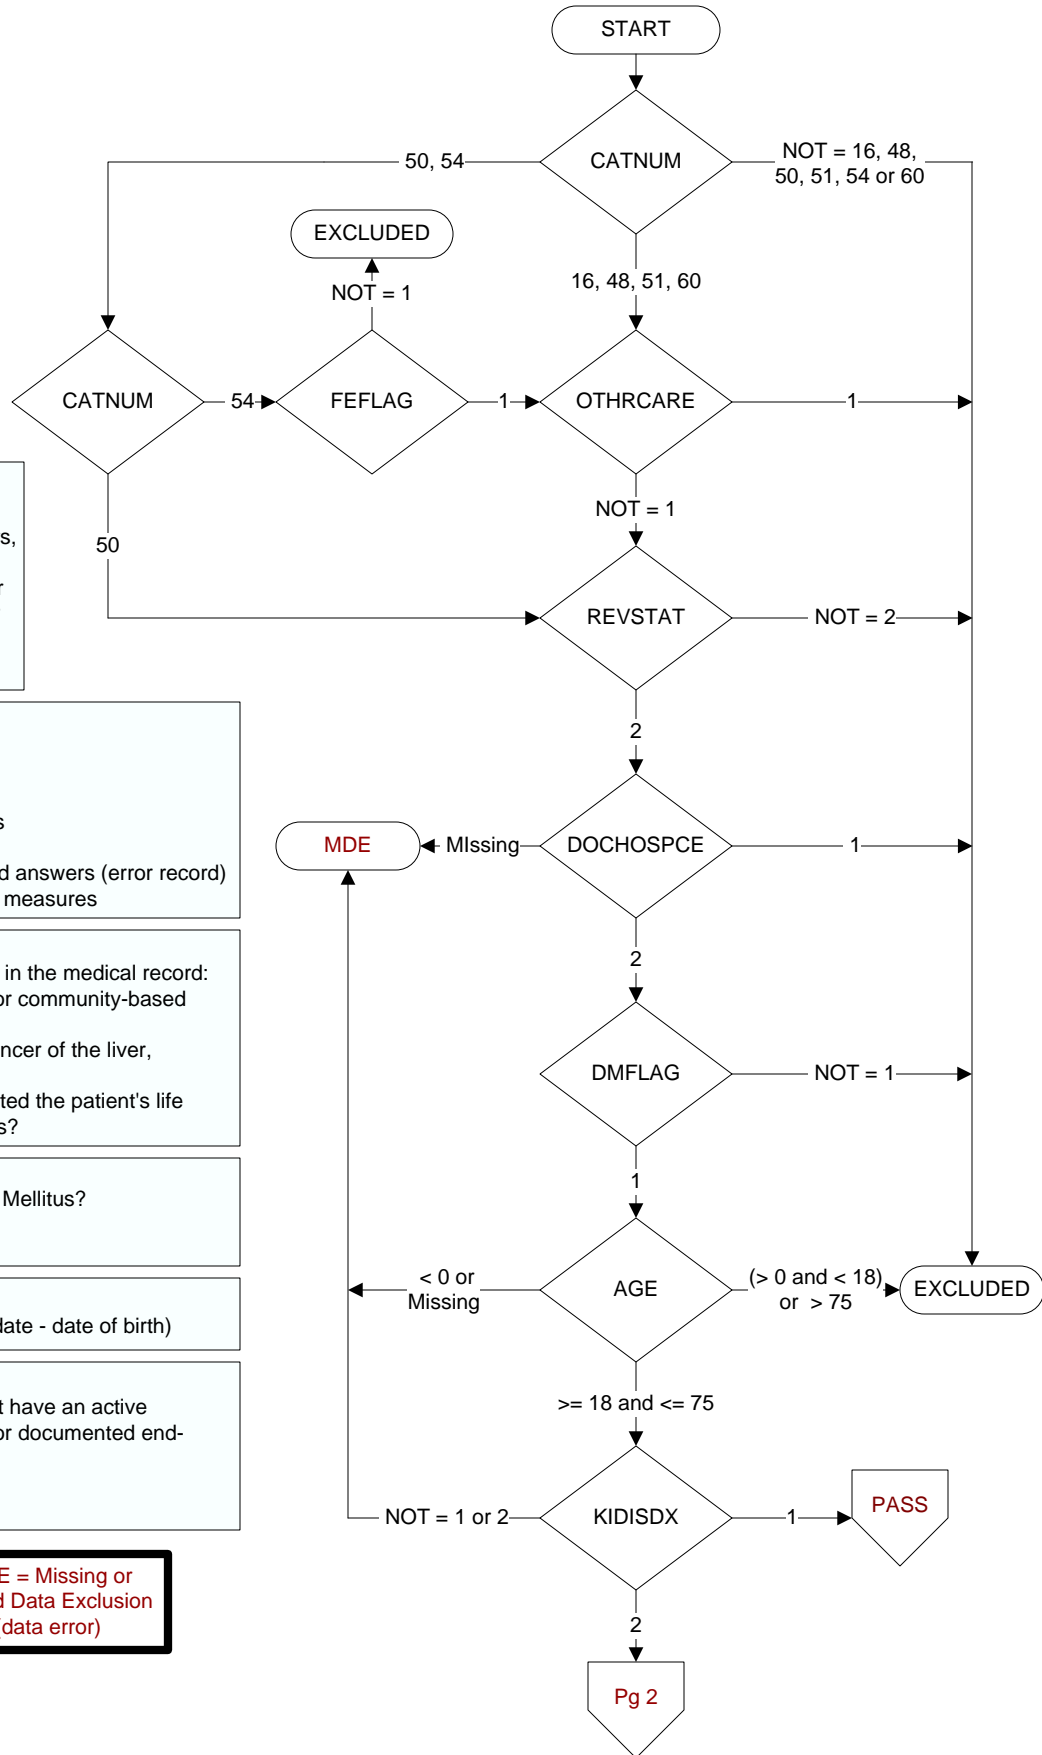 START
CATNUM
50, 54
NOT = 16, 48,
50, 51, 54 or 60
EXCLUDED
NOT = 1
16, 48, 51, 60
CATNUM
54
FEFLAG
1
OTHRCARE
1
NOT = 1
50
REVSTAT
NOT = 2
2
MDE
MIssing
DOCHOSPCE
1
2
DMFLAG
NOT = 1
1
< 0 or
Missing
AGE
(> 0 and < 18)
or > 75
EXCLUDED
>= 18 and <= 75
NOT = 1 or 2
KIDISDX
1
PASS
2
Pg 2
s,
r
s
d answers (error record)
measures
in the medical record:
or community-based
ncer of the liver,
ted the patient's life
s?
Mellitus?
date - date of birth)
t have an active
or documented end-
E = Missing or
d Data Exclusion
(data error)